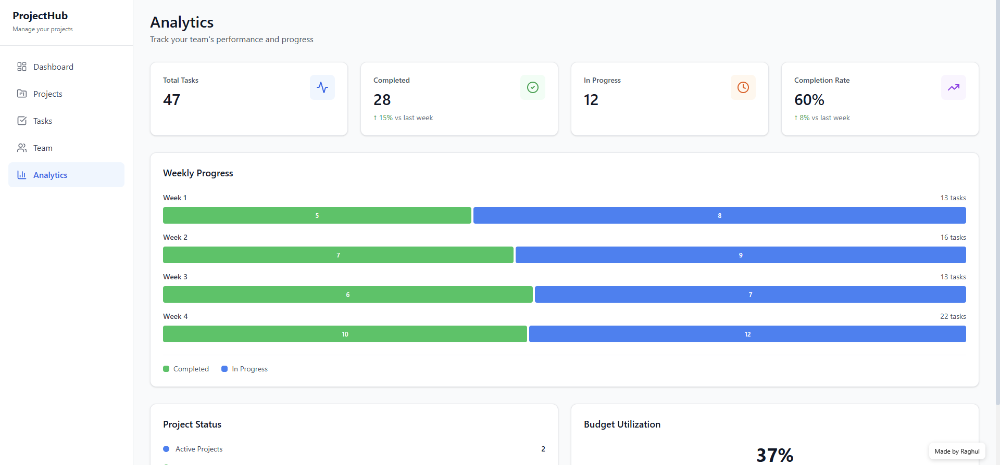 ProjectHub
Manage your projects
Dashboard
Projects
Tasks
Team
Analytics
Analytics
Track your team's performance and progress
Total Tasks
47
Completed
28
↑ 15% vs last week
In Progress
12
Completion Rate
60%
↑ 8% vs last week
Weekly Progress
Week 1 13 tasks
5 8
Week 2 16 tasks
7 9
Week 3 13 tasks
6 7
Week 4 22 tasks
10 12
Completed In Progress
Project Status
Active Projects 2
Budget Utilization
37%
Made by Raghul